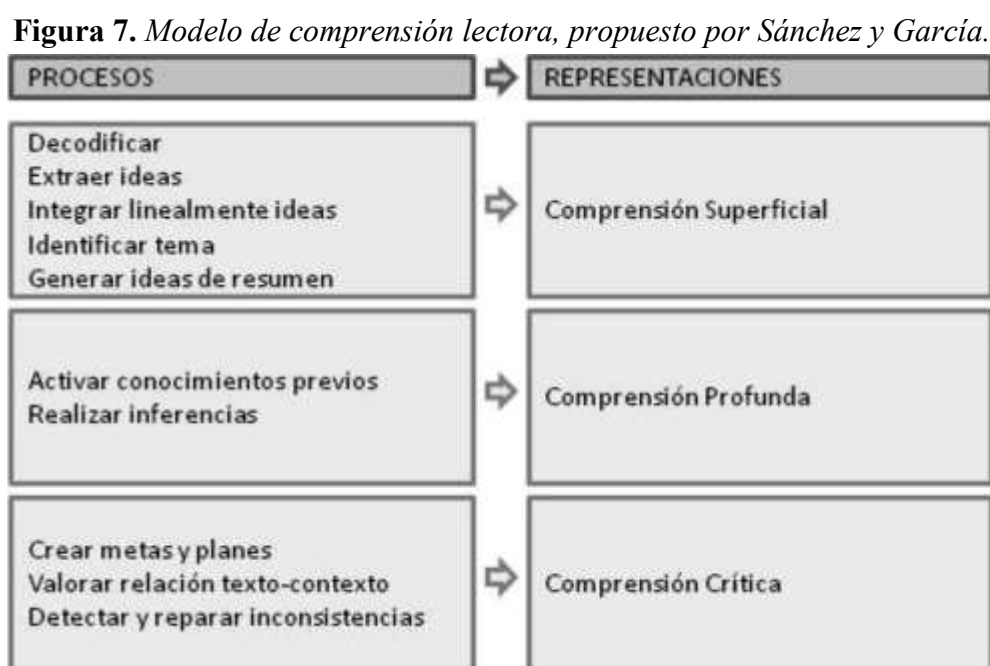 Figura 7. Modelo de comprensión lectora, propuesto por Sánchez y García.
PROCESOS
REPRESENTACIONES
Decodificar
Extraer ideas
Integrar linealmente ideas
Identificar tema
Generar ideas de resumen
Comprensión Superficial
Activar conocimientos previos
Realizar inferencias
Comprensión Profunda
Crear metas y planes
Valorar relación texto-contexto
Detectar y reparar inconsistencias
Comprensión Crítica